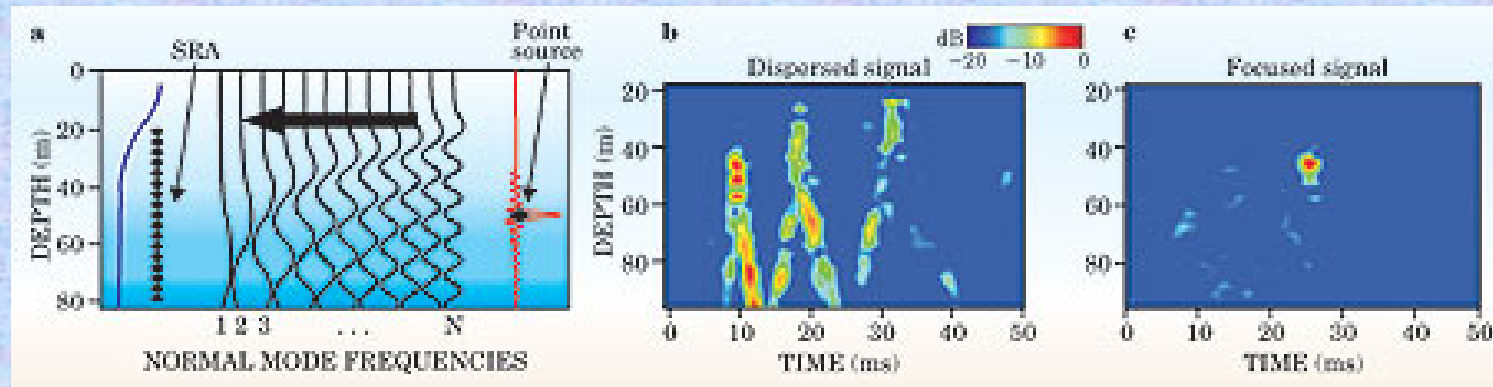 a
SRA
Point
source
0
20
40
60
80
DEPTH (m)
1 2 3 . . . N
NORMAL MODE FREQUENCIES
b
dB
−20 −10 0
Dispersed signal
20
40
60
80
DEPTH (m)
0 10 20 30 40 50
TIME (ms)
c
Focused signal
20
40
60
80
0 10 20 30 40 50
TIME (ms)